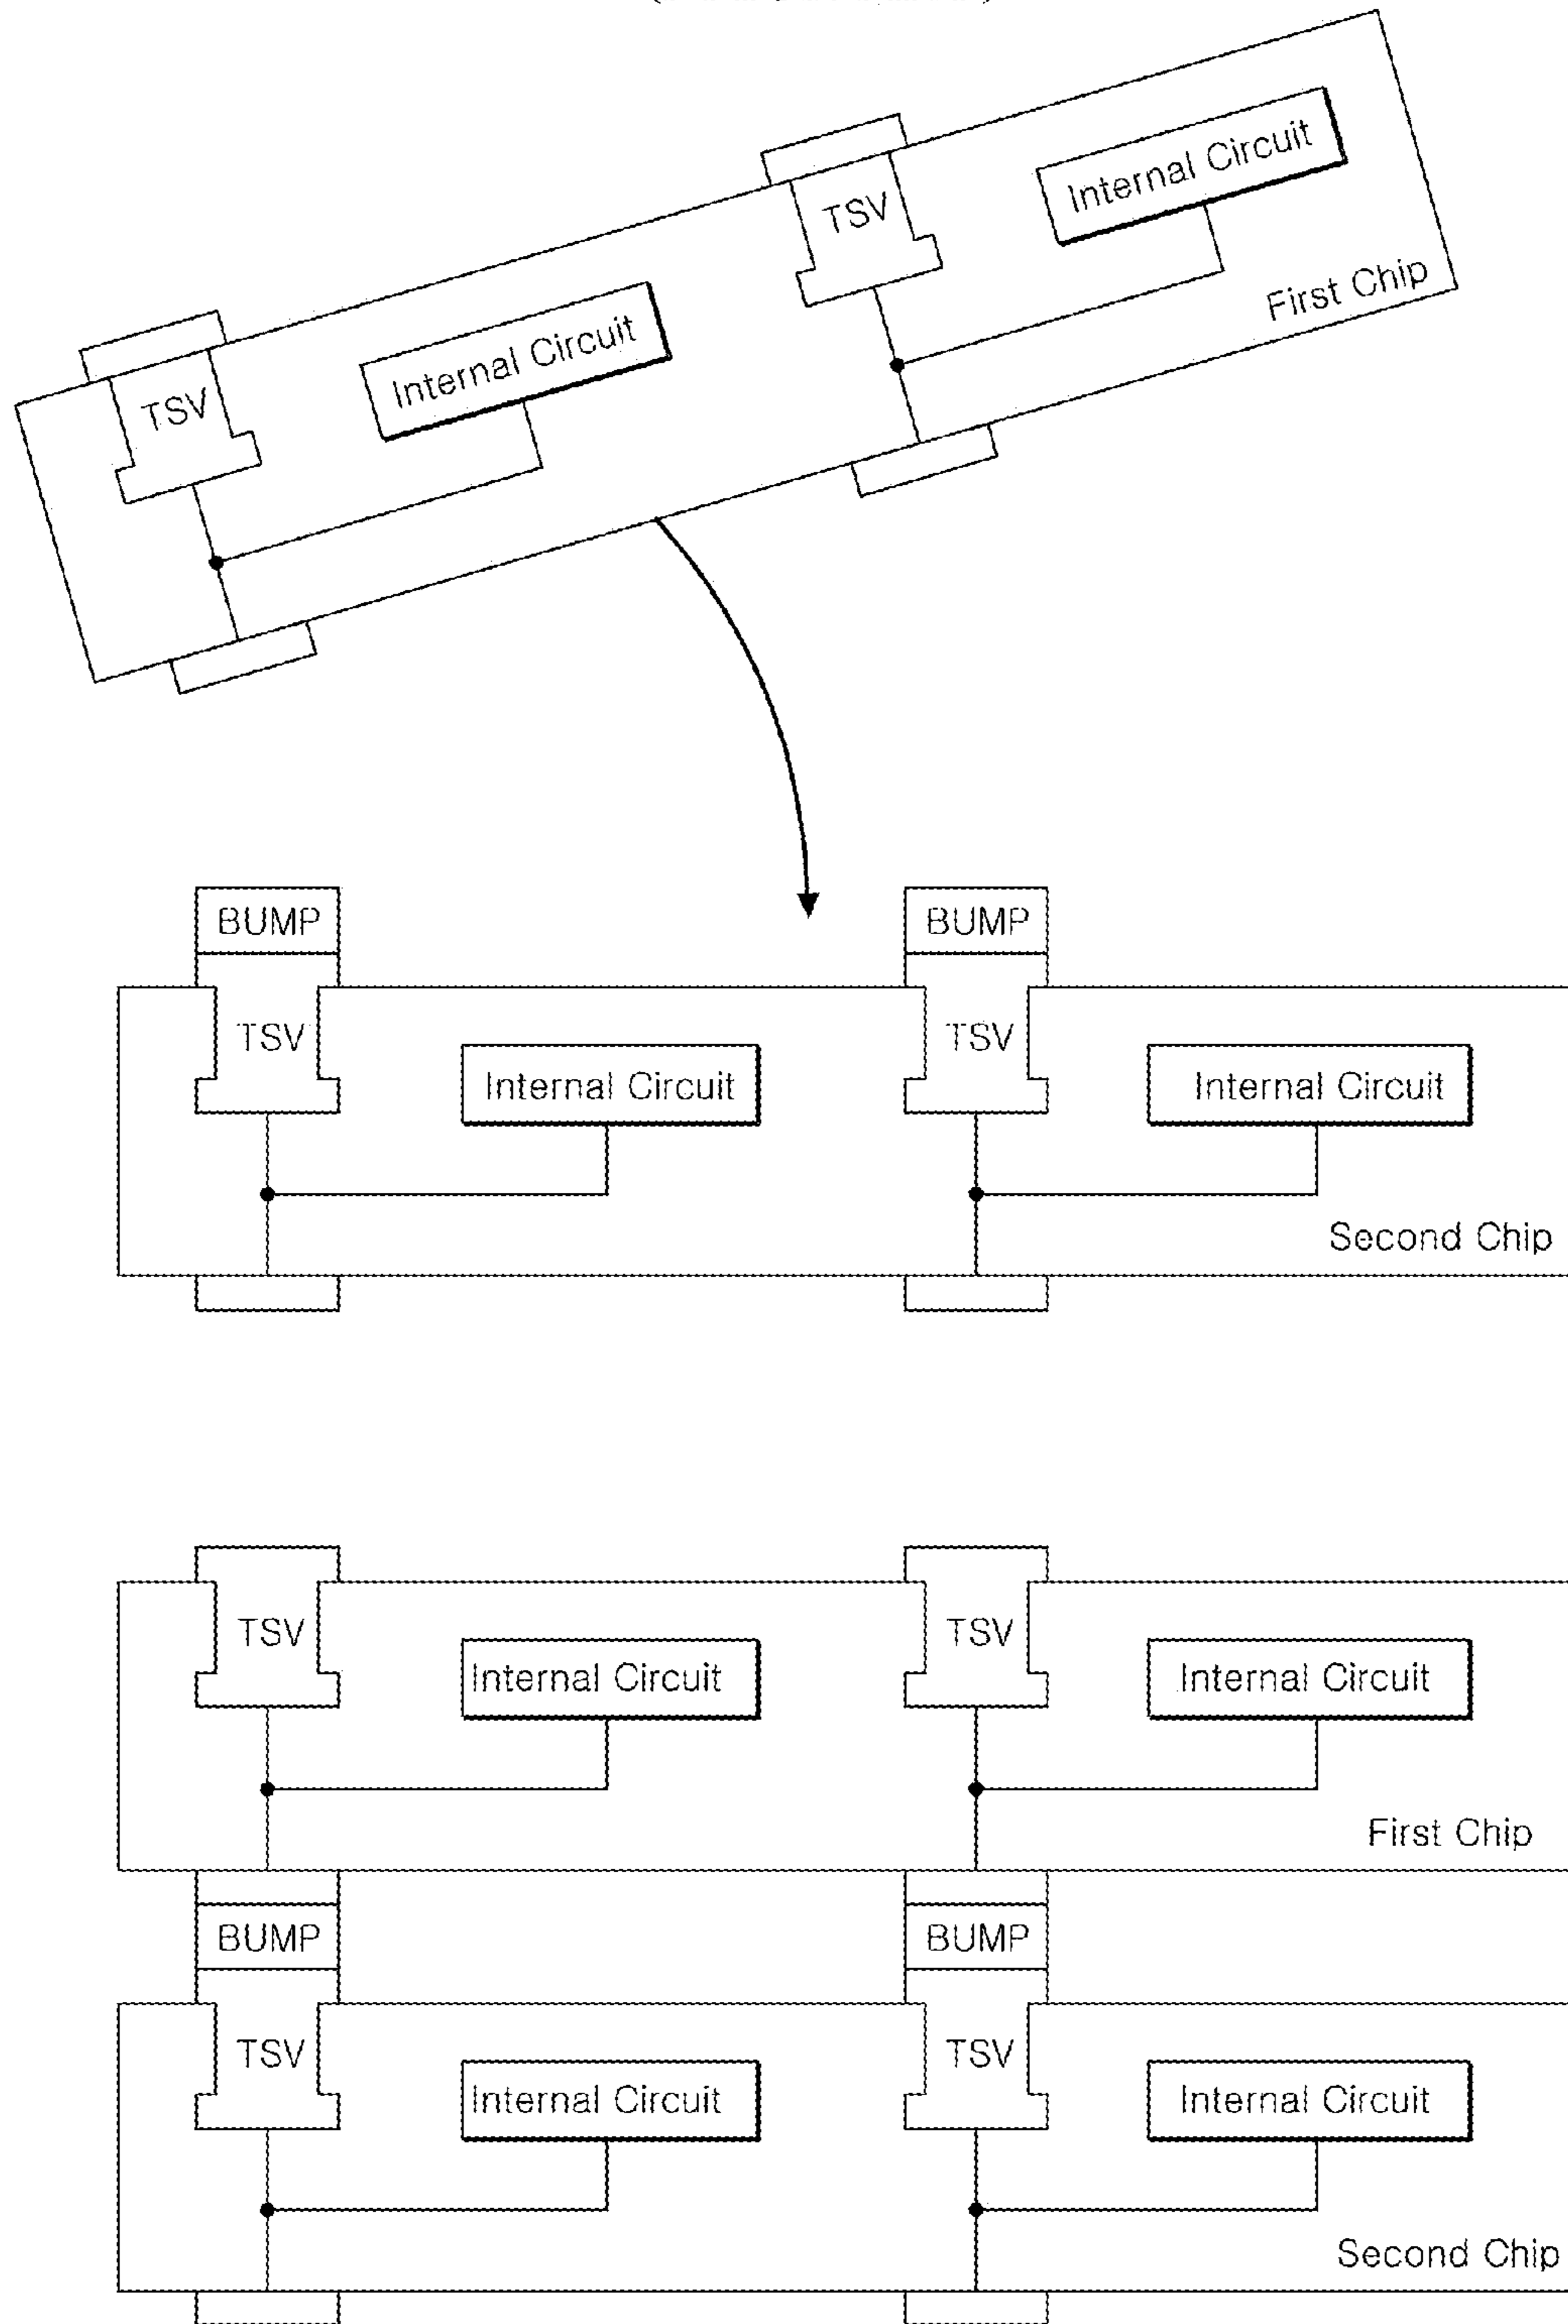 TSV Internal Circuit
TSV Internal Circuit
First Chip
BUMP BUMP
TSV TSV
Internal Circuit Internal Circuit
Second Chip
TSV TSV
Internal Circuit Internal Circuit
First Chip
BUMP BUMP
TSV TSV
Internal Circuit Internal Circuit
Second Chip